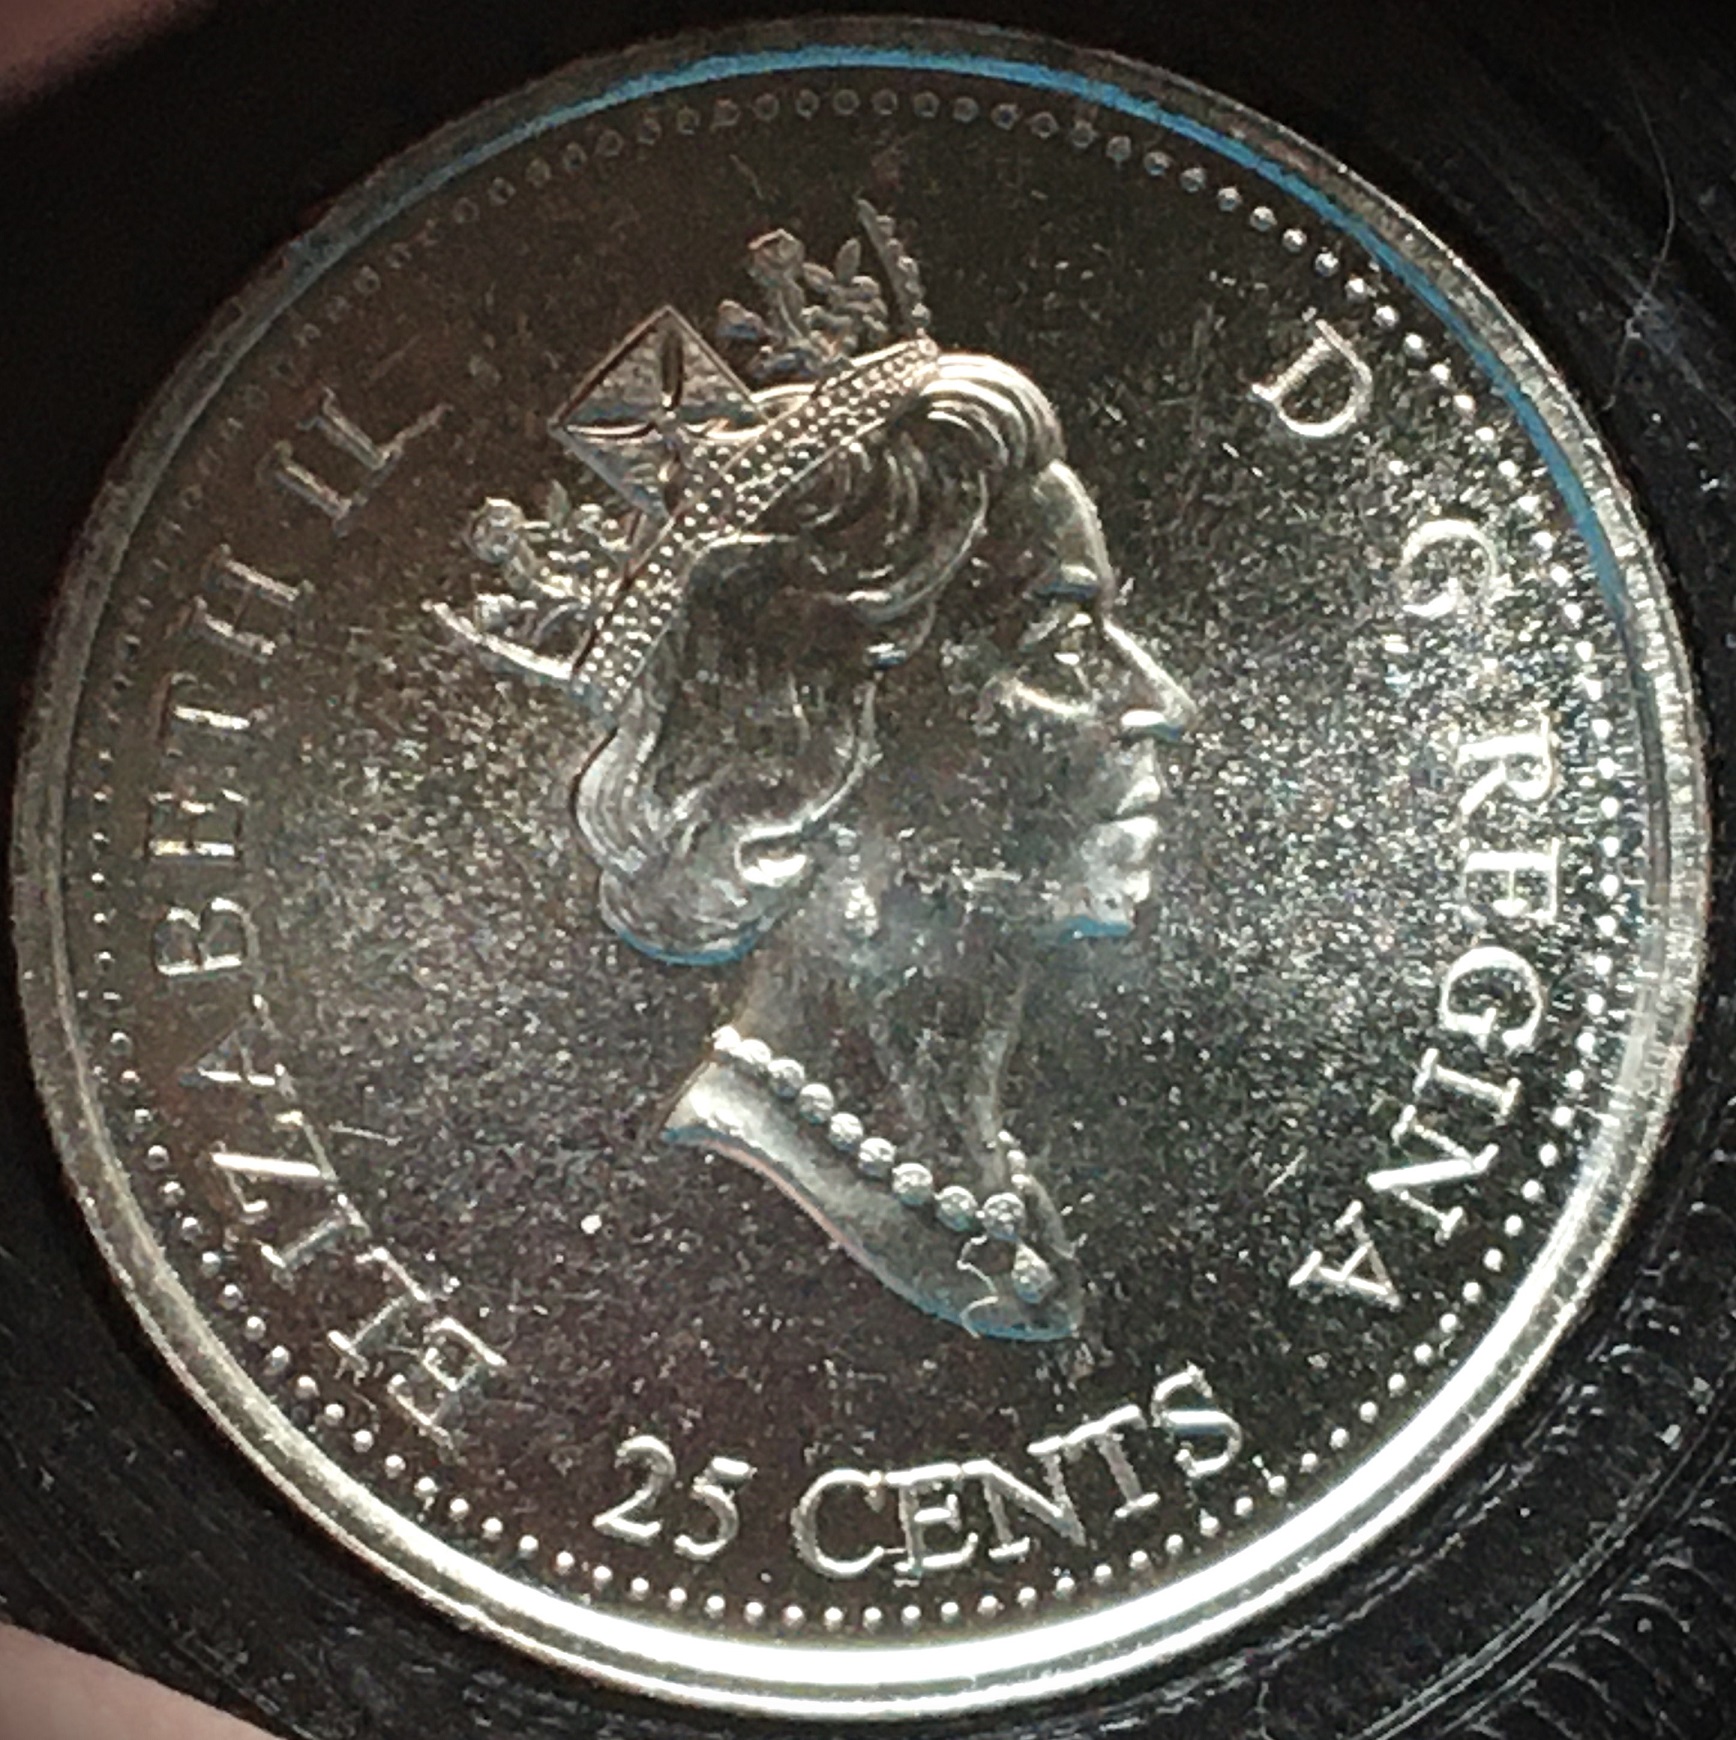 ELIZABETH II
D G REGINA
25 CENTS